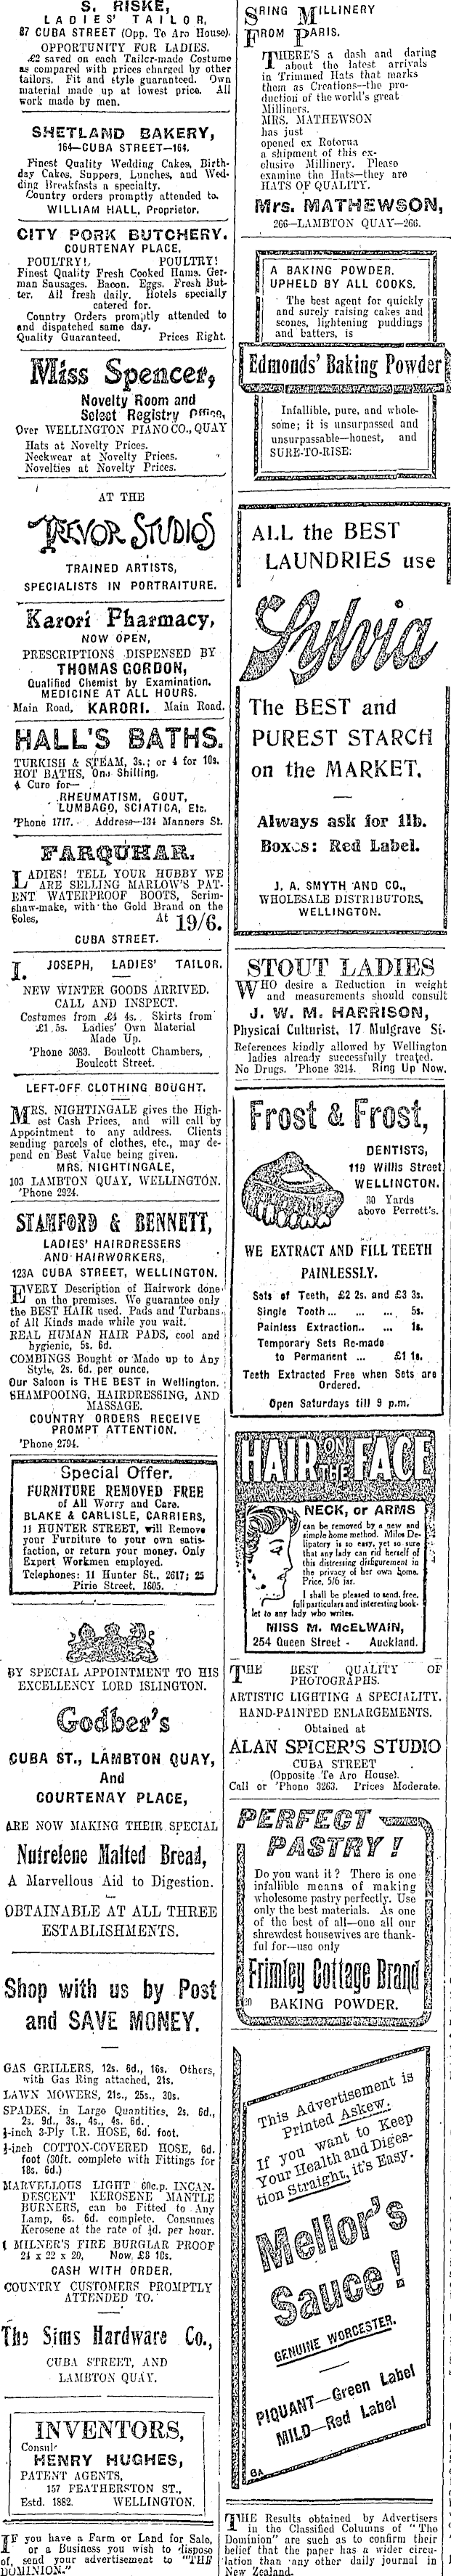 S. RISKE,
LADIES' TAILOR,
87 CUBA STREET (Opp. Te Aro House).
OPPORTUNITY FOR LADIES.
£2 saved on each Tailor-made Costume
as compared with prices charged by other
tailors. Fit and style guaranteed. Own
material made up at lowest price. All
work made by men.
SHETLAND BAKERY,
164—CUBA STREET—164.
Finest Quality Wedding Cakes, Birth-
day Cakes, Suppers, Lunches, and Wed-
ding Breakfasts a specialty.
Country orders promptly attended to.
WILLIAM HALL, Proprietor.
CITY PORK BUTCHERY.
COURTENAY PLACE.
POULTRY! POULTRY!
Finest Quality Fresh Cooked Hams. Ger-
man Sausages. Bacon. Eggs. Fresh But-
ter. All fresh daily. Hotels specially
catered for.
Country Orders promptly attended to
and dispatched same day.
Quality Guaranteed. Prices Right.
Miss Spencer,
Novelty Room and
Select Registry Office,
Over WELLINGTON PIANO CO., QUAY
Hats at Novelty Prices.
Neckwear at Novelty Prices.
Novelties at Novelty Prices.
AT THE
TREVOR STUDIOS
TRAINED ARTISTS,
SPECIALISTS IN PORTRAITURE.
Karori Pharmacy,
NOW OPEN,
PRESCRIPTIONS DISPENSED BY
THOMAS GORDON,
Qualified Chemist by Examination.
MEDICINE AT ALL HOURS.
Main Road, KARORI. Main Road.
HALL'S BATHS.
TURKISH & STEAM, 3s.; or 4 for 10s.
HOT BATHS, One Shilling.
A Cure for—
RHEUMATISM, GOUT,
LUMBAGO, SCIATICA, Etc.
'Phone 1717. Address—134 Manners St.
FARQUHAR.
LADIES! TELL YOUR HUBBY WE
ARE SELLING MARLOW'S PAT-
ENT WATERPROOF BOOTS, Scrim-
shaw-make, with the Gold Brand on the
Soles, At 19/6.
CUBA STREET.
I. JOSEPH, LADIES' TAILOR.
NEW WINTER GOODS ARRIVED.
CALL AND INSPECT.
Costumes from £4 4s. Skirts from
£1 5s. Ladies' Own Material
Made Up.
'Phone 3083. Boulcott Chambers,
Boulcott Street.
LEFT-OFF CLOTHING BOUGHT.
MRS. NIGHTINGALE gives the High-
est Cash Prices, and will call by
Appointment to any address. Clients
sending parcels of clothes, etc., may de-
pend on Best Value being given.
MRS. NIGHTINGALE,
103 LAMBTON QUAY, WELLINGTON.
'Phone 2924.
STAMFORD & BENNETT,
LADIES' HAIRDRESSERS
AND HAIRWORKERS,
123A CUBA STREET, WELLINGTON.
EVERY Description of Hairwork done
on the premises. We guarantee only
the BEST HAIR used. Pads and Turbans
of All Kinds made while you wait.
REAL HUMAN HAIR PADS, cool and
hygienic, 5s. 6d.
COMBINGS Bought or Made up to Any
Style, 2s. 6d. per ounce.
Our Saloon is THE BEST in Wellington.
SHAMPOOING, HAIRDRESSING, AND
MASSAGE.
COUNTRY ORDERS RECEIVE
PROMPT ATTENTION.
'Phone 2794.
Special Offer.
FURNITURE REMOVED FREE
of All Worry and Care.
BLAKE & CARLISLE, CARRIERS,
11 HUNTER STREET, will Remove
your Furniture to your own satis-
faction, or return your money. Only
Expert Workmen employed.
Telephones: 11 Hunter St., 2617; 25
Pirie Street, 1605.
BY SPECIAL APPOINTMENT TO HIS
EXCELLENCY LORD ISLINGTON.
Godber's
CUBA ST., LAMBTON QUAY,
And
COURTENAY PLACE,
ARE NOW MAKING THEIR SPECIAL
Nutrelene Malted Bread,
A Marvellous Aid to Digestion.
OBTAINABLE AT ALL THREE
ESTABLISHMENTS.
Shop with us by Post
and SAVE MONEY.
GAS GRILLERS, 12s. 6d., 16s. Others,
with Gas Ring attached, 21s.
LAWN MOWERS, 21s., 25s., 30s.
SPADES, in Large Quantities, 2s. 6d.,
2s. 9d., 3s., 4s., 4s. 6d.
½-inch 3-Ply I.R. HOSE, 6d. foot.
½-inch COTTON-COVERED HOSE, 6d.
foot (30ft. complete with Fittings for
18s. 6d.)
MARVELLOUS LIGHT 60c.p. INCAN-
DESCENT KEROSENE MANTLE
BURNERS, can be Fitted to Any
Lamp, 6s. 6d. complete. Consumes
Kerosene at the rate of ½d. per hour.
MILNER'S FIRE BURGLAR PROOF
24 x 22 x 20, Now, £8 10s.
CASH WITH ORDER.
COUNTRY CUSTOMERS PROMPTLY
ATTENDED TO.
The Sims Hardware Co.,
CUBA STREET, AND
LAMBTON QUAY.
INVENTORS,
Consult
HENRY HUGHES,
PATENT AGENTS,
157 FEATHERSTON ST.,
Estd. 1882. WELLINGTON.
IF you have a Farm or Land for Sale,
or a Business you wish to dispose
of, send your advertisement to "THE
DOMINION."
SPRING MILLINERY
FROM PARIS.
THERE'S a dash and daring
about the latest arrivals
in Trimmed Hats that marks
them as Creations—the pro-
duction of the world's great
Milliners.
MRS. MATHEWSON
has just
opened ex Rotorua
a shipment of this ex-
clusive Millinery. Please
examine the Hats—they are
HATS OF QUALITY.
Mrs. MATHEWSON,
266—LAMBTON QUAY—266.
A BAKING POWDER.
UPHELD BY ALL COOKS.
The best agent for quickly
and surely raising cakes and
scones, lightening puddings
and batters, is
Edmonds' Baking Powder
Infallible, pure, and whole-
some; it is unsurpassed and
unsurpassable—honest, and
SURE-TO-RISE.
ALL the BEST
LAUNDRIES use
Sylvia
The BEST and
PUREST STARCH
on the MARKET.
Always ask for 1lb.
Boxes: Red Label.
J. A. SMYTH AND CO.,
WHOLESALE DISTRIBUTORS,
WELLINGTON.
STOUT LADIES
WHO desire a Reduction in weight
and measurements should consult
J. W. M. HARRISON,
Physical Culturist, 17 Mulgrave St.
References kindly allowed by Wellington
ladies already successfully treated.
No Drugs. 'Phone 3214. Ring Up Now.
Frost & Frost,
DENTISTS,
119 Willis Street
WELLINGTON.
30 Yards
above Perrett's.
WE EXTRACT AND FILL TEETH
PAINLESSLY.
Sets of Teeth, £2 2s. and £3 3s.
Single Tooth ... ... ... 5s.
Painless Extraction... ... 1s.
Temporary Sets Re-made
to Permanent ... ... £1 1s.
Teeth Extracted Free when Sets are
Ordered.
Open Saturdays till 9 p.m.
HAIR ON THE FACE
NECK, or ARMS
can be removed by a new and
simple home method. Milos De-
pilatory is so easy, yet so sure
that any lady can rid herself of
this distressing disfigurement in
the privacy of her own home.
Price, 5/6 jar.
I shall be pleased to send, free,
full particulars and interesting book-
let to any lady who writes.
MISS M. McELWAIN,
254 Queen Street - Auckland.
THE BEST QUALITY OF
PHOTOGRAPHS.
ARTISTIC LIGHTING A SPECIALITY.
HAND-PAINTED ENLARGEMENTS.
Obtained at
ALAN SPICER'S STUDIO
CUBA STREET
(Opposite Te Aro House).
Call or 'Phone 3263. Prices Moderate.
PERFECT
PASTRY!
Do you want it? There is one
infallible means of making
wholesome pastry perfectly. Use
only the best materials. As one
of the best of all—one all our
shrewdest housewives are thank-
ful for—use only
Frimley Cottage Brand
BAKING POWDER.
This Advertisement is
Printed Askew.
If you want to Keep
Your Health and Diges-
tion Straight, it's Easy.
Mellor's
Sauce!
GENUINE WORCESTER.
PIQUANT—Green Label
MILD—Red Label
THE Results obtained by Advertisers
in the Classified Columns of "The
Dominion" are such as to confirm their
belief that the paper has a wider circu-
lation than any other daily journal in
New Zealand.